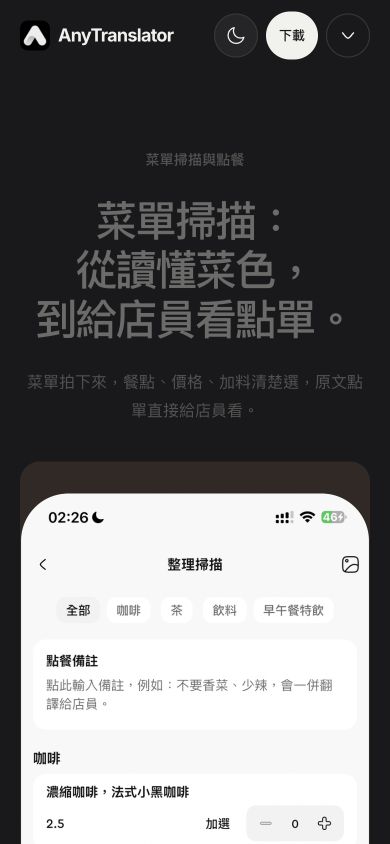 AnyTranslator
下載
菜單掃描與點餐
菜單掃描：
從讀懂菜色，
到給店員看點單。
菜單拍下來，餐點、價格、加料清楚選，原文點
單直接給店員看。
02:26
46
整理掃描
全部 咖啡 茶 飲料 早午餐特飲
點餐備註
點此輸入備註，例如：不要香菜、少辣，會一併翻
譯給店員。
咖啡
濃縮咖啡，法式小黑咖啡
2.5 加選 0